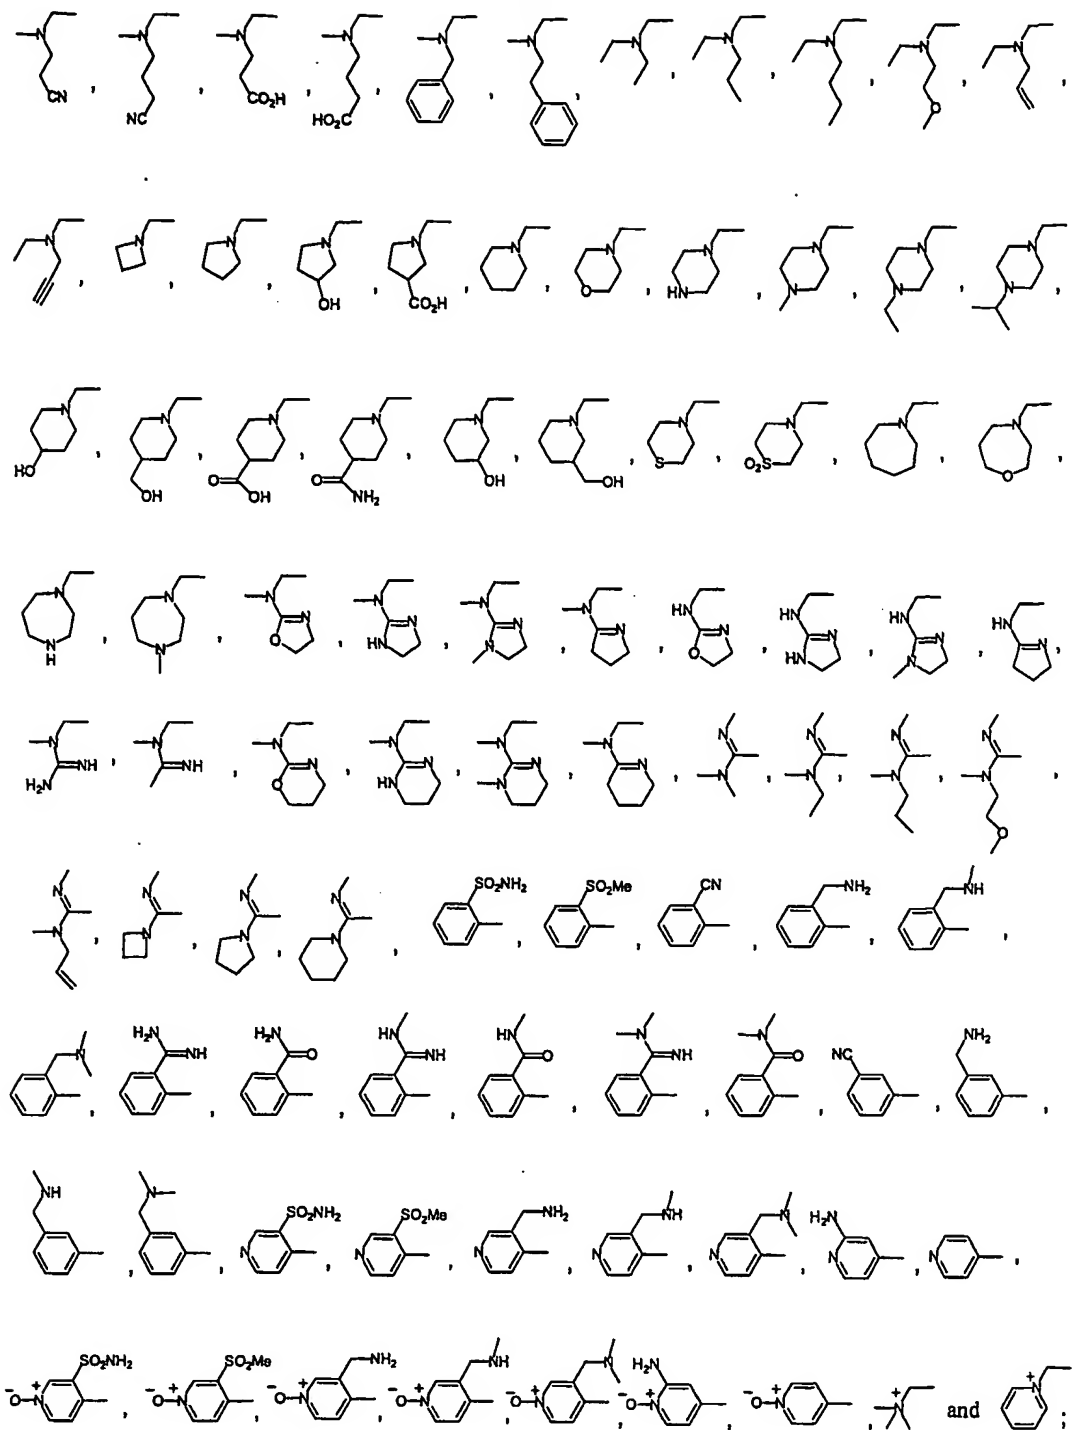 N N N N N N N N N N N
CN , NC , CO₂H , HO₂C , , , , , , O , ,
N N N N N N N N N N N
, , , OH , CO₂H , , O , HN , N , N , N ,
N N N N N N N N N N
HO , OH , O OH , O NH₂ , OH , OH , S , O₂S , , O ,
N N N N N N HN HN HN HN
N H , N , O N , HN N , N N , N , O N , HN N , N N , N ,
N N N N N N N N N N
H₂N NH , NH , O N , HN N , N N , N , N , N , N , N O ,
N N N N SO₂NH₂ SO₂Me CN NH₂ NH
N , N , N , N , , , , , ,
N H₂N NH H₂N O HN NH HN O N NH N O NC NH₂
, , , , , , , , ,
NH N SO₂NH₂ SO₂Me NH₂ NH N H₂N
, , N , N , N , N , N , N , N ,
SO₂NH₂ SO₂Me NH₂ NH N H₂N
⁻O-N⁺ , ⁻O-N⁺ , ⁻O-N⁺ , ⁻O-N⁺ , ⁻O-N⁺ , ⁻O-N⁺ , ⁻O-N⁺ , N⁺ and N⁺ ;